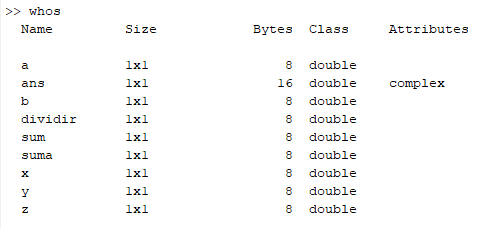 >> whos
  Name          Size            Bytes  Class     Attributes

  a             1x1                 8  double
  ans           1x1                16  double    complex
  b             1x1                 8  double
  dividir       1x1                 8  double
  sum           1x1                 8  double
  suma          1x1                 8  double
  x             1x1                 8  double
  y             1x1                 8  double
  z             1x1                 8  double